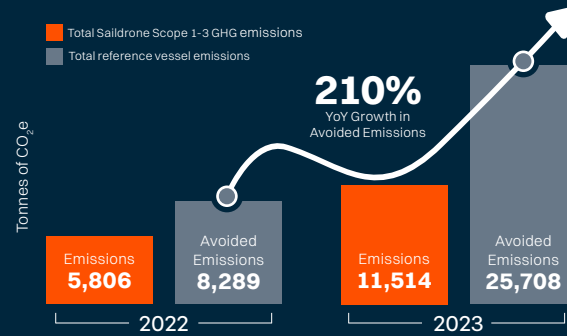 Total Saildrone Scope 1-3 GHG emissions
Total reference vessel emissions
210%
YoY Growth in
Avoided Emissions
Tonnes of CO₂e
Emissions
5,806
Avoided
Emissions
8,289
Emissions
11,514
Avoided
Emissions
25,708
2022
2023